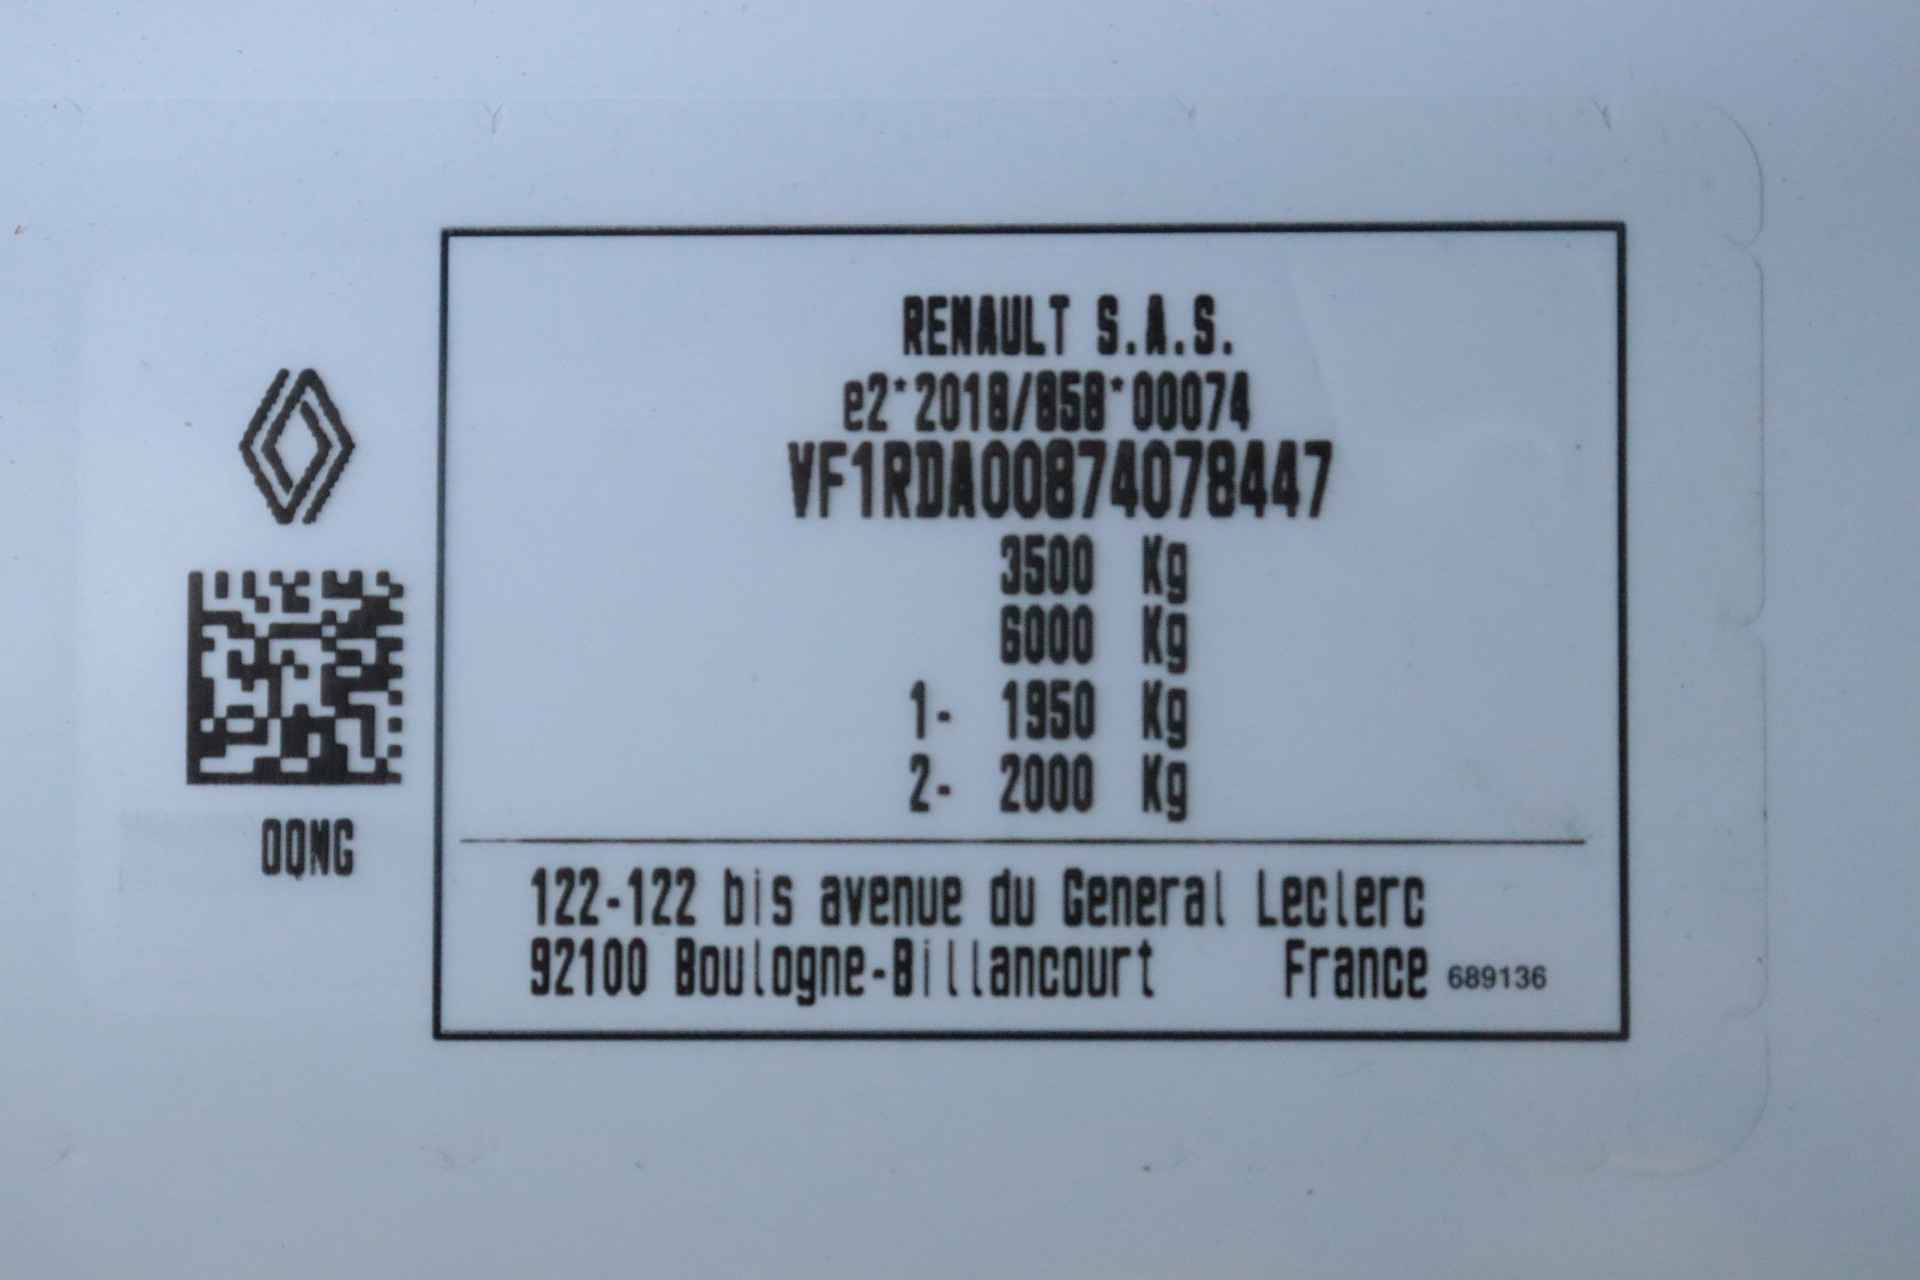 RENAULT S.A.S.
e2*2018/858*00074
VF1RDA00874078447
3500 Kg
6000 Kg
1- 1950 Kg
2- 2000 Kg
OQNG
122-122 bis avenue du General Leclerc
92100 Boulogne-Billancourt France 689136